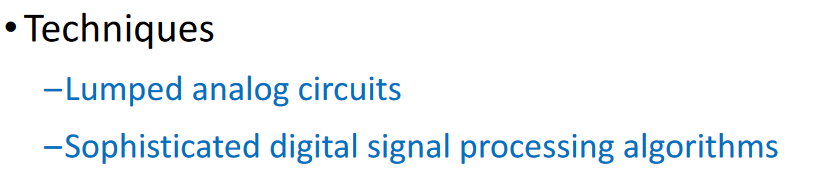 • Techniques
–Lumped analog circuits
–Sophisticated digital signal processing algorithms